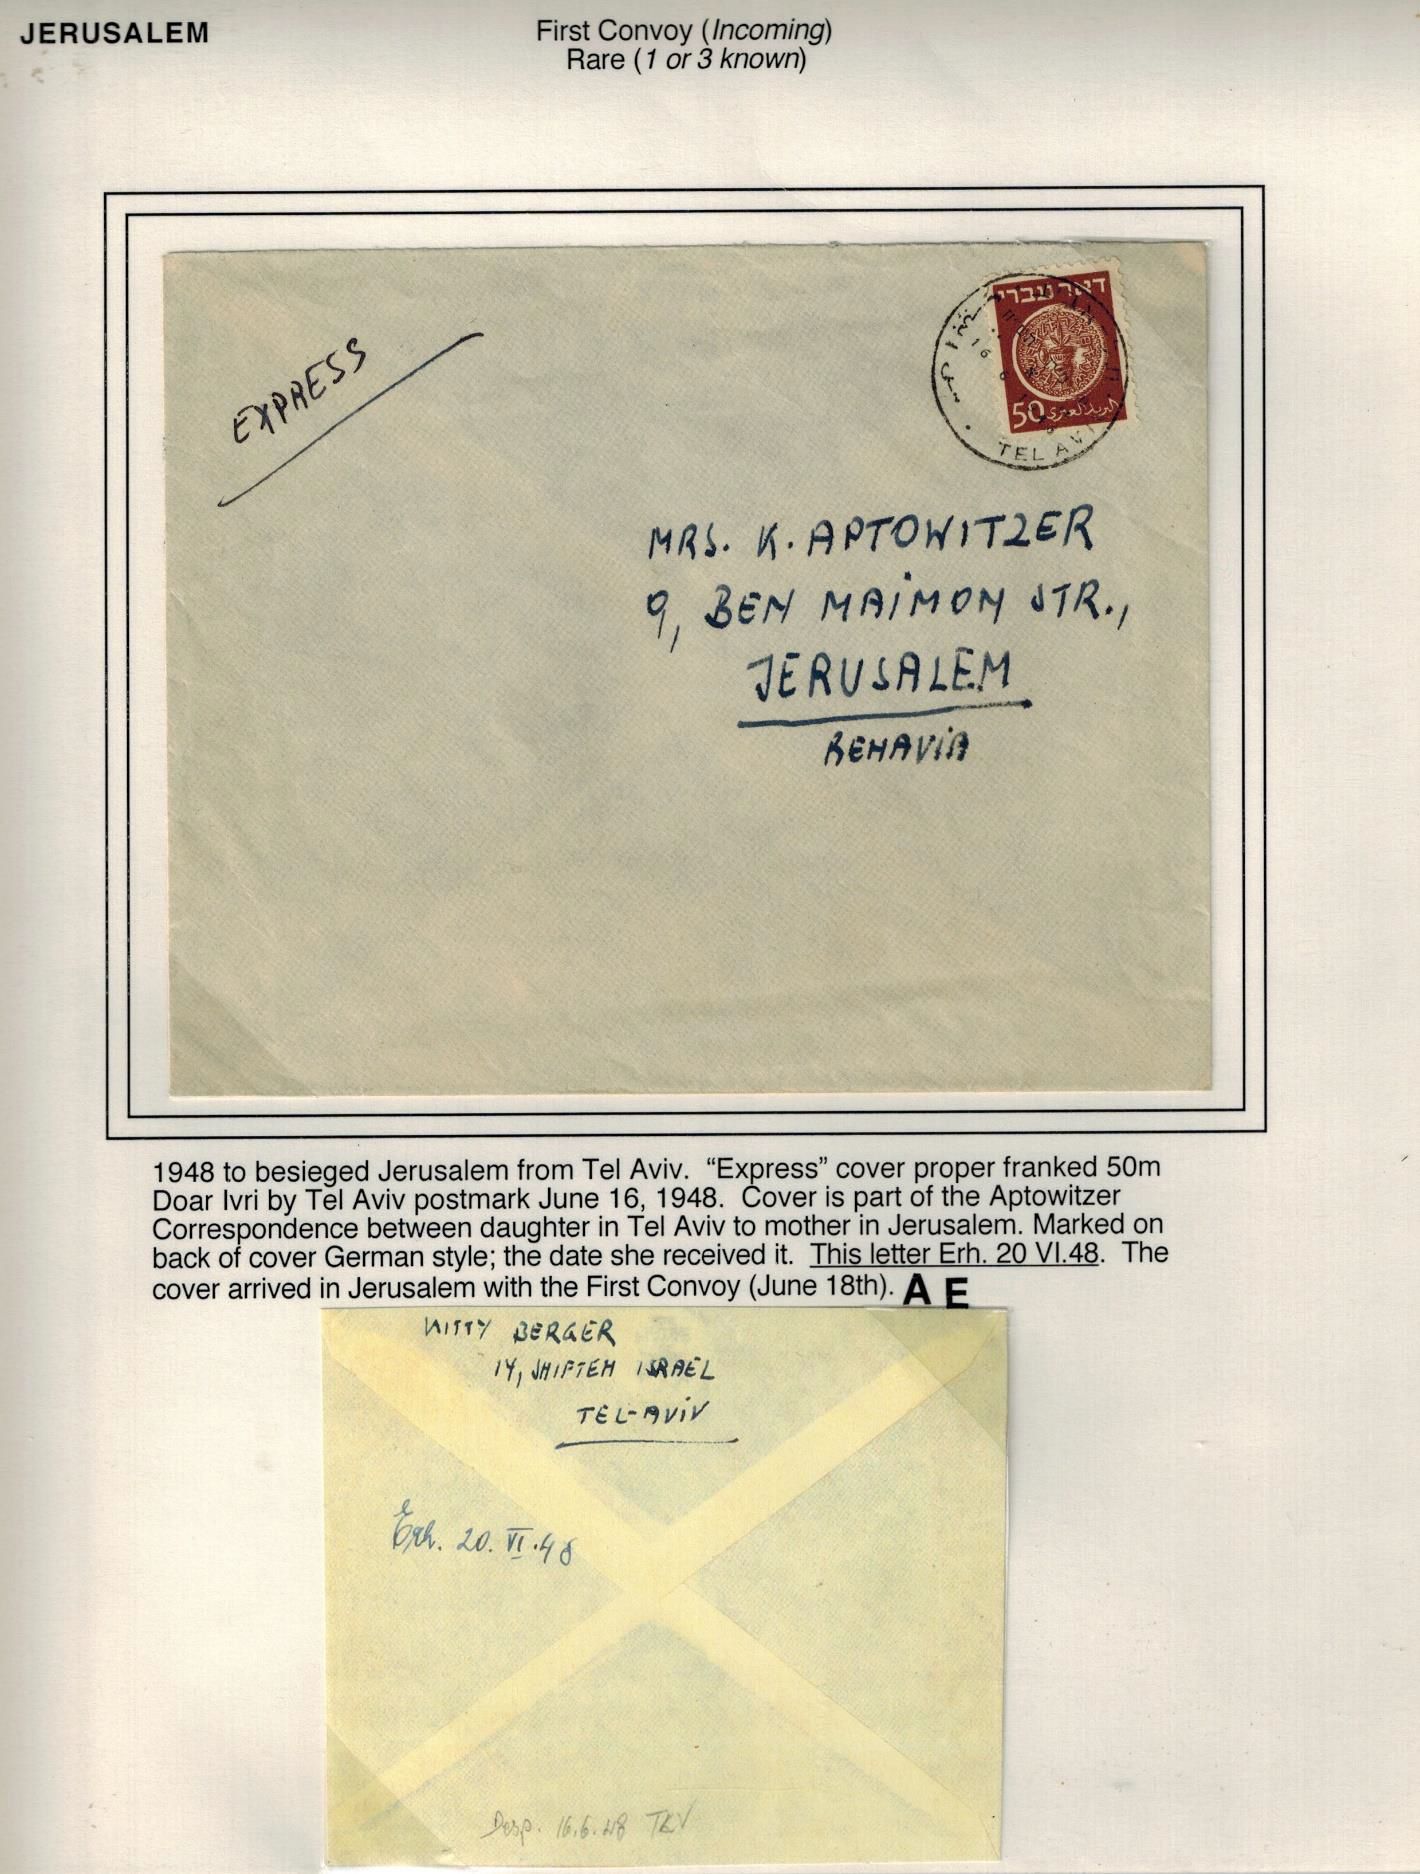 JERUSALEM
First Convoy (Incoming)
Rare (1 or 3 known)
EXPRESS
דאר עברי
50 البريد العبري
16 6
TEL AVIV
MRS. K. APTOWITZER
9, BEN MAIMON STR.,
JERUSALEM
REHAVIA
1948 to besieged Jerusalem from Tel Aviv. “Express” cover proper franked 50m
Doar Ivri by Tel Aviv postmark June 16, 1948. Cover is part of the Aptowitzer
Correspondence between daughter in Tel Aviv to mother in Jerusalem. Marked on
back of cover German style; the date she received it. This letter Erh. 20 VI.48. The
cover arrived in Jerusalem with the First Convoy (June 18th). A E
KITTY BERGER
14, SHIFTEH ISRAEL
TEL-AVIV
Erh. 20. VI. 48
Desp. 16.6.48 TLV